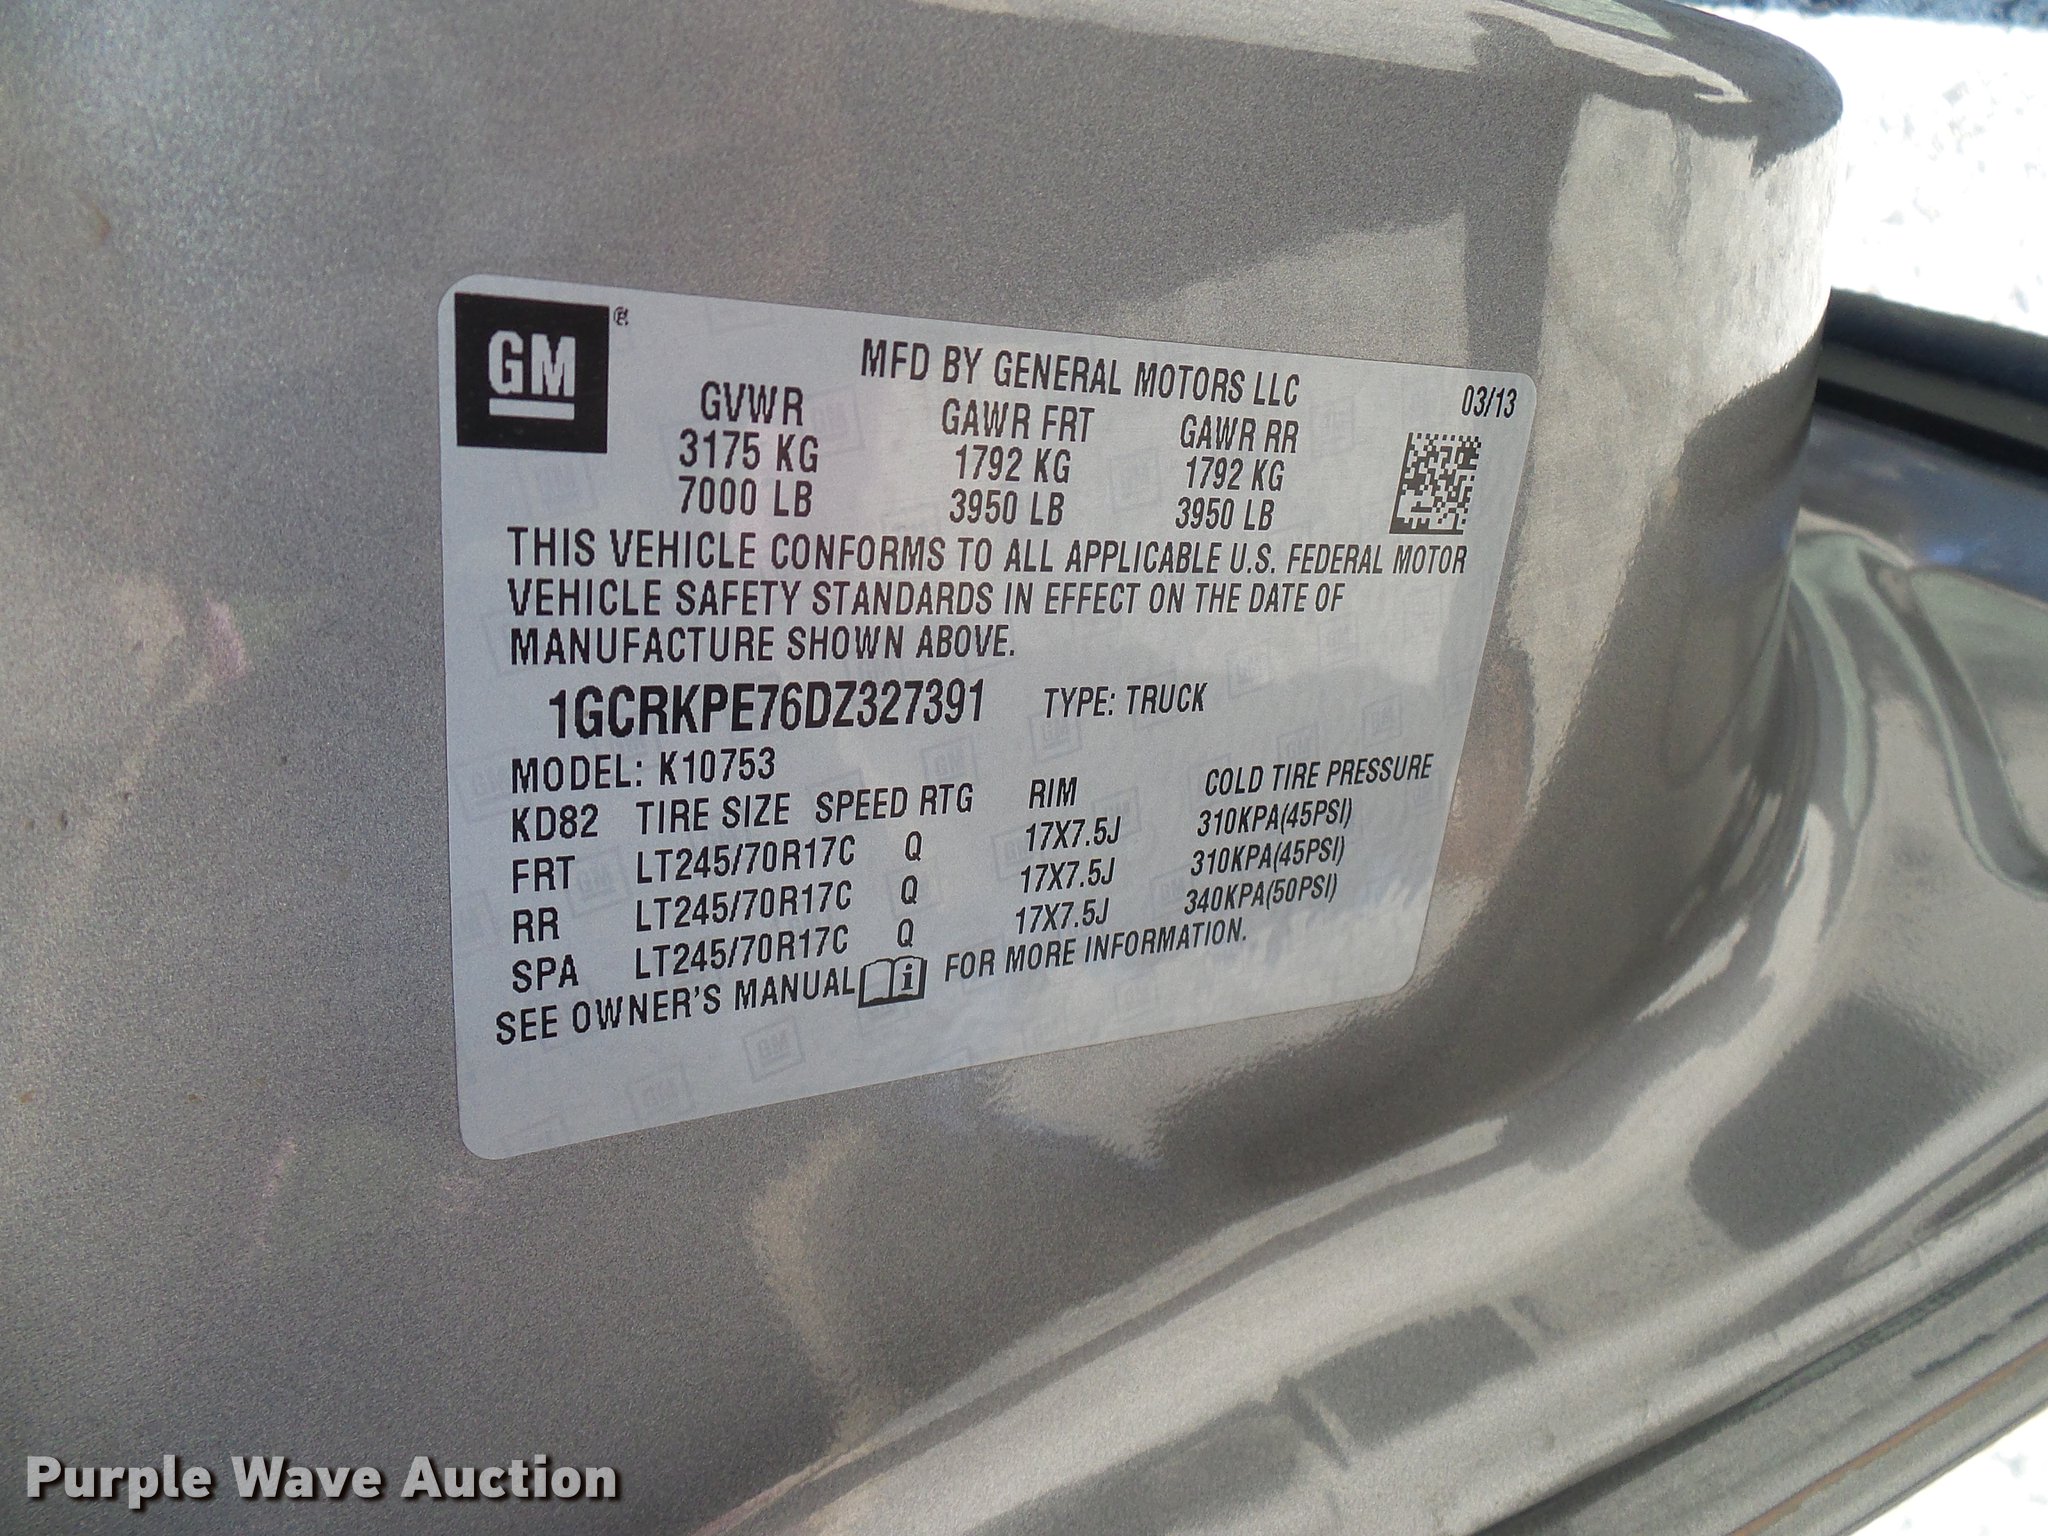 GM®
MFD BY GENERAL MOTORS LLC
03/13
GVWR GAWR FRT GAWR RR
3175 KG 1792 KG 1792 KG
7000 LB 3950 LB 3950 LB
THIS VEHICLE CONFORMS TO ALL APPLICABLE U.S. FEDERAL MOTOR
VEHICLE SAFETY STANDARDS IN EFFECT ON THE DATE OF
MANUFACTURE SHOWN ABOVE.
1GCRKPE76DZ327391 TYPE: TRUCK
MODEL: K10753
KD82 TIRE SIZE SPEED RTG RIM COLD TIRE PRESSURE
FRT LT245/70R17C Q 17X7.5J 310KPA(45PSI)
RR LT245/70R17C Q 17X7.5J 310KPA(45PSI)
SPA LT245/70R17C Q 17X7.5J 340KPA(50PSI)
SEE OWNER'S MANUAL i FOR MORE INFORMATION.
Purple Wave Auction